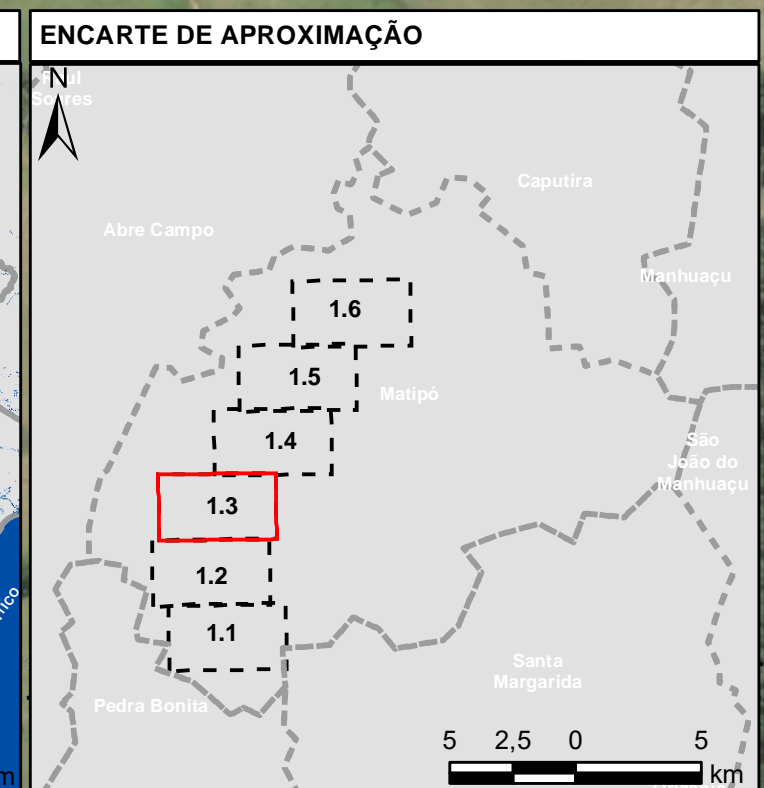 ENCARTE DE APROXIMAÇÃO
N
Soares
Caputira
Abre Campo
Manhuaçu
1.6
1.5
Matipó
1.4
São
João do
Manhuaçu
1.3
1.2
1.1
Santa
Margarida
Pedra Bonita
5 2,5 0 5
km